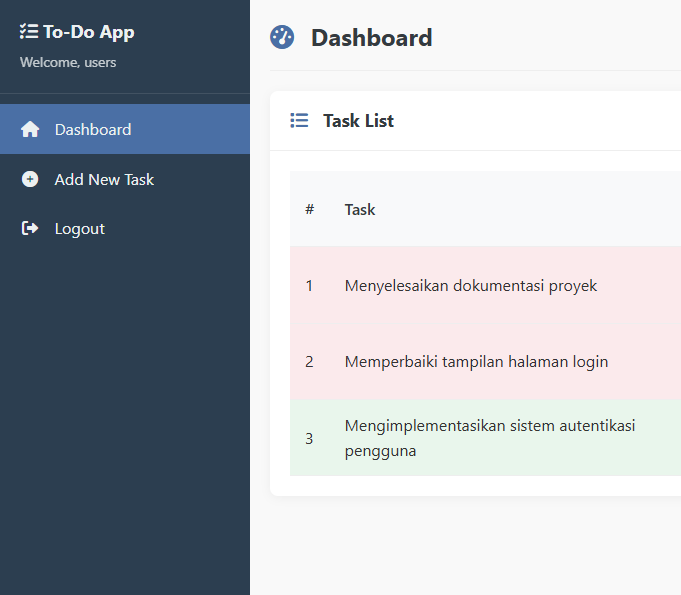 To-Do App
Welcome, users
Dashboard
Add New Task
Logout
Dashboard
Task List
# Task
1 Menyelesaikan dokumentasi proyek
2 Memperbaiki tampilan halaman login
3 Mengimplementasikan sistem autentikasi
pengguna